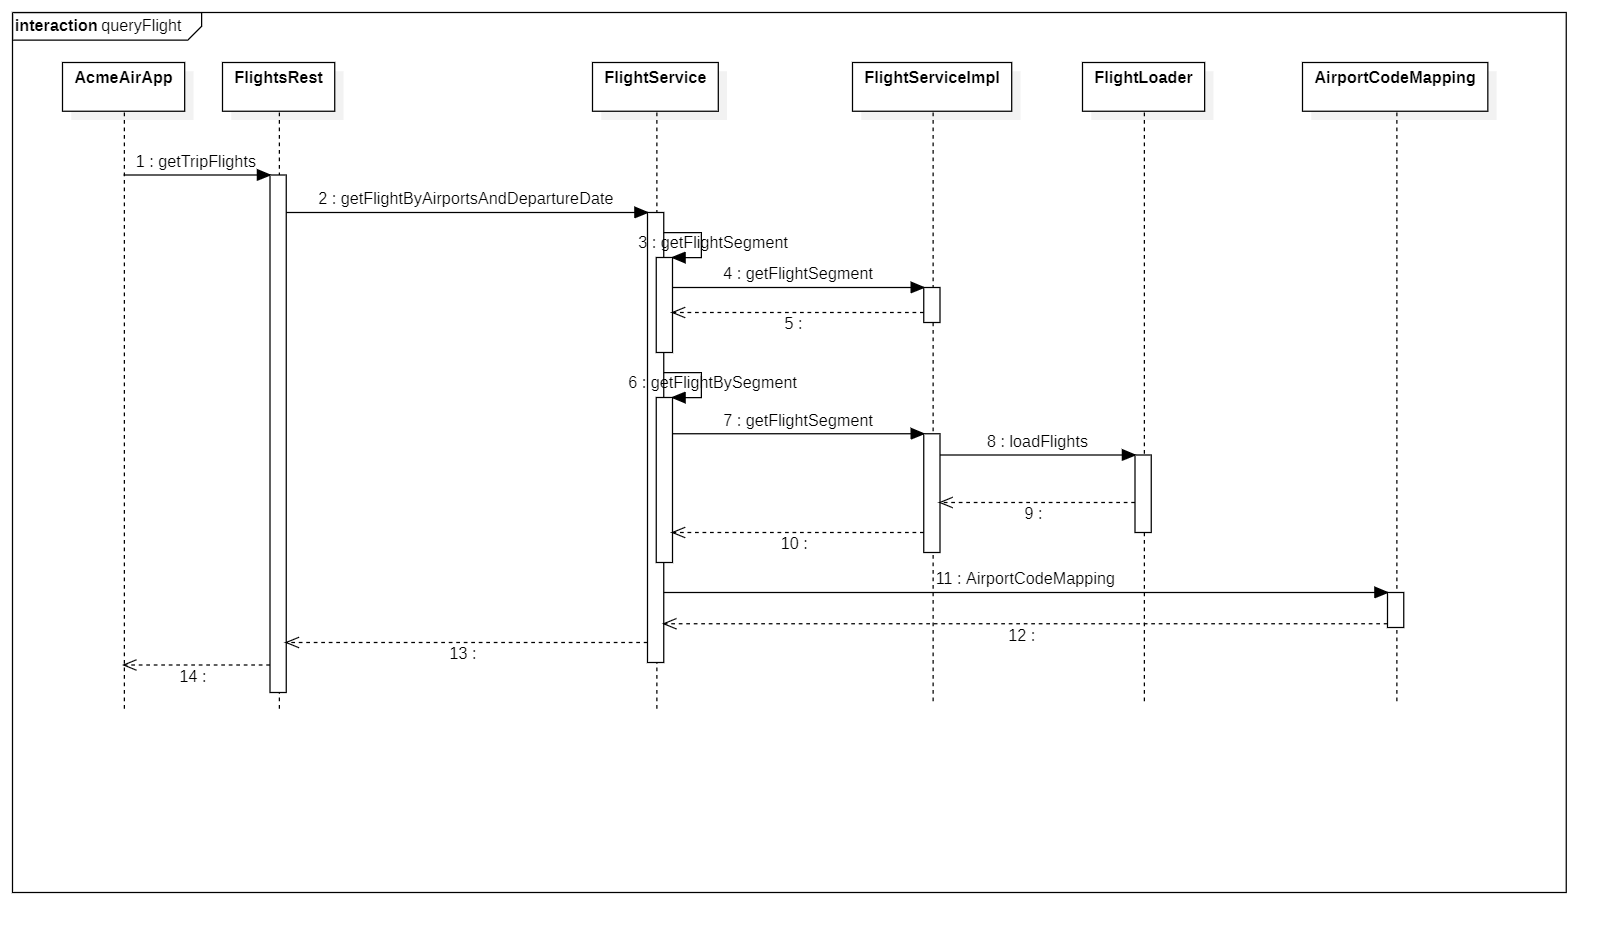 interaction queryFlight
AcmeAirApp
FlightsRest
FlightService
FlightServiceImpl
FlightLoader
AirportCodeMapping
1 : getTripFlights
2 : getFlightByAirportsAndDepartureDate
3 : getFlightSegment
4 : getFlightSegment
5 :
6 : getFlightBySegment
7 : getFlightSegment
8 : loadFlights
9 :
10 :
11 : AirportCodeMapping
12 :
13 :
14 :